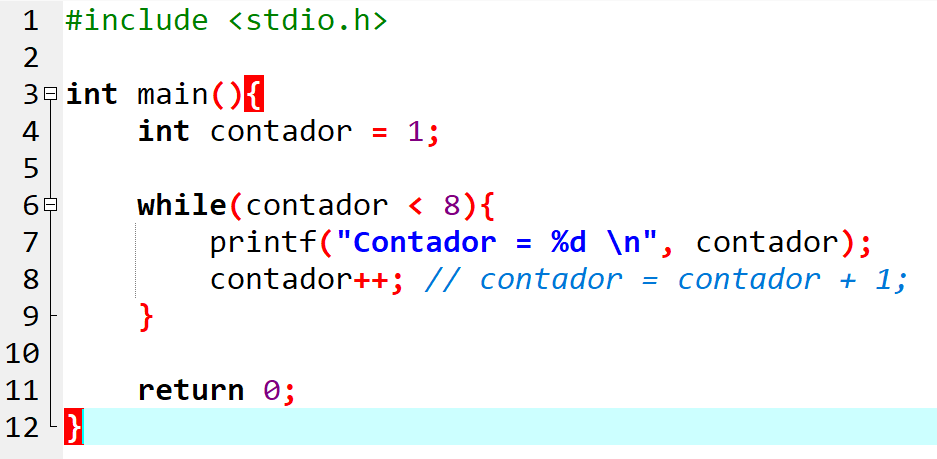 1 #include <stdio.h>
2
3 int main(){
4     int contador = 1;
5
6     while(contador < 8){
7         printf("Contador = %d \n", contador);
8         contador++; // contador = contador + 1;
9     }
10
11     return 0;
12 }